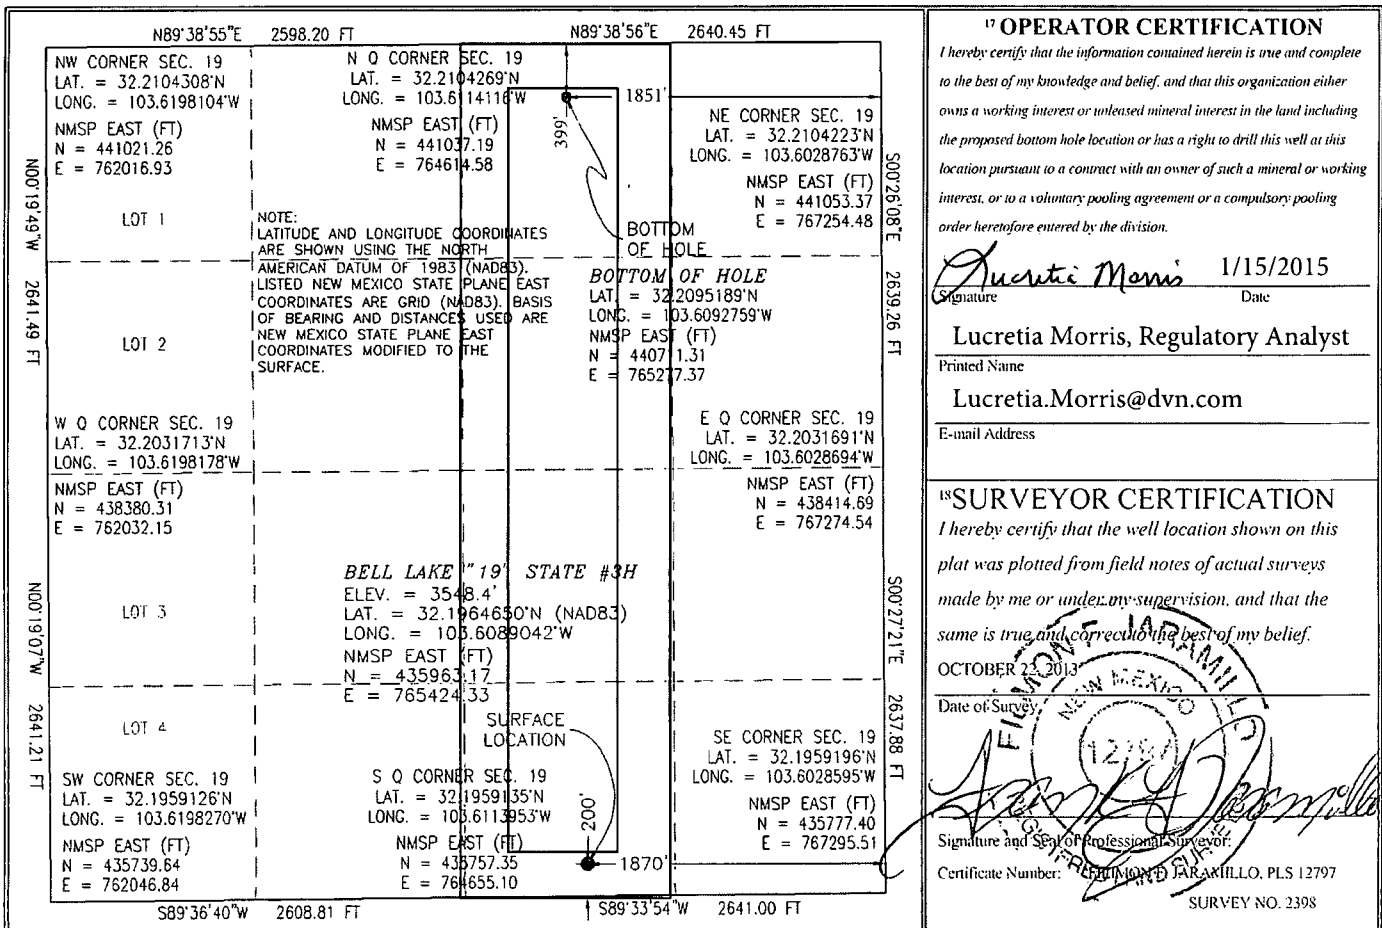 N89°38'55"E 2598.20 FT
N89°38'56"E 2640.45 FT
NW CORNER SEC. 19
LAT. = 32.2104308°N
LONG. = 103.6198104°W
NMSP EAST (FT)
N = 441021.26
E = 762016.93
N Q CORNER SEC. 19
LAT. = 32.2104269°N
LONG. = 103.6114116°W
NMSP EAST (FT)
N = 441037.19
E = 764614.58
399'
1851'
NE CORNER SEC. 19
LAT. = 32.2104223°N
LONG. = 103.6028763°W
NMSP EAST (FT)
N = 441053.37
E = 767254.48
N00°19'49"W 2641.49 FT
S00°26'08"E 2639.26 FT
LOT 1
NOTE:
LATITUDE AND LONGITUDE COORDINATES
ARE SHOWN USING THE NORTH
AMERICAN DATUM OF 1983 (NAD83).
LISTED NEW MEXICO STATE PLANE EAST
COORDINATES ARE GRID (NAD83). BASIS
OF BEARING AND DISTANCES USED ARE
NEW MEXICO STATE PLANE EAST
COORDINATES MODIFIED TO THE
SURFACE.
BOTTOM
OF HOLE
BOTTOM OF HOLE
LAT. = 32.2095189°N
LONG. = 103.6092759°W
NMSP EAST (FT)
N = 440711.31
E = 765277.37
LOT 2
W Q CORNER SEC. 19
LAT. = 32.2031713°N
LONG. = 103.6198178°W
NMSP EAST (FT)
N = 438380.31
E = 762032.15
E Q CORNER SEC. 19
LAT. = 32.2031691°N
LONG. = 103.6028694°W
NMSP EAST (FT)
N = 438414.69
E = 767274.54
BELL LAKE "19" STATE #3H
ELEV. = 3548.4'
LAT. = 32.1964650°N (NAD83)
LONG. = 103.6089042°W
NMSP EAST (FT)
N = 435963.17
E = 765424.33
LOT 3
N00°19'07"W 2641.21 FT
S00°27'21"E 2637.88 FT
LOT 4
SURFACE
LOCATION
SW CORNER SEC. 19
LAT. = 32.1959126°N
LONG. = 103.6198270°W
NMSP EAST (FT)
N = 435739.64
E = 762046.84
S Q CORNER SEC. 19
LAT. = 32.1959135°N
LONG. = 103.6113953°W
NMSP EAST (FT)
N = 435757.35
E = 764655.10
200'
1870'
SE CORNER SEC. 19
LAT. = 32.1959196°N
LONG. = 103.6028595°W
NMSP EAST (FT)
N = 435777.40
E = 767295.51
S89°36'40"W 2608.81 FT
S89°33'54"W 2641.00 FT
17 OPERATOR CERTIFICATION
I hereby certify that the information contained herein is true and complete
to the best of my knowledge and belief, and that this organization either
owns a working interest or unleased mineral interest in the land including
the proposed bottom hole location or has a right to drill this well at this
location pursuant to a contract with an owner of such a mineral or working
interest, or to a voluntary pooling agreement or a compulsory pooling
order heretofore entered by the division.
Lucretia Morris 1/15/2015
Signature Date
Lucretia Morris, Regulatory Analyst
Printed Name
Lucretia.Morris@dvn.com
E-mail Address
18 SURVEYOR CERTIFICATION
I hereby certify that the well location shown on this
plat was plotted from field notes of actual surveys
made by me or under my supervision, and that the
same is true and correct to the best of my belief.
OCTOBER 22, 2013
Date of Survey
FILIMON F. JARAMILLO
NEW MEXICO
12797
Signature and Seal of Professional Surveyor:
Certificate Number: FILIMON F. JARAMILLO, PLS 12797
SURVEY NO. 2398